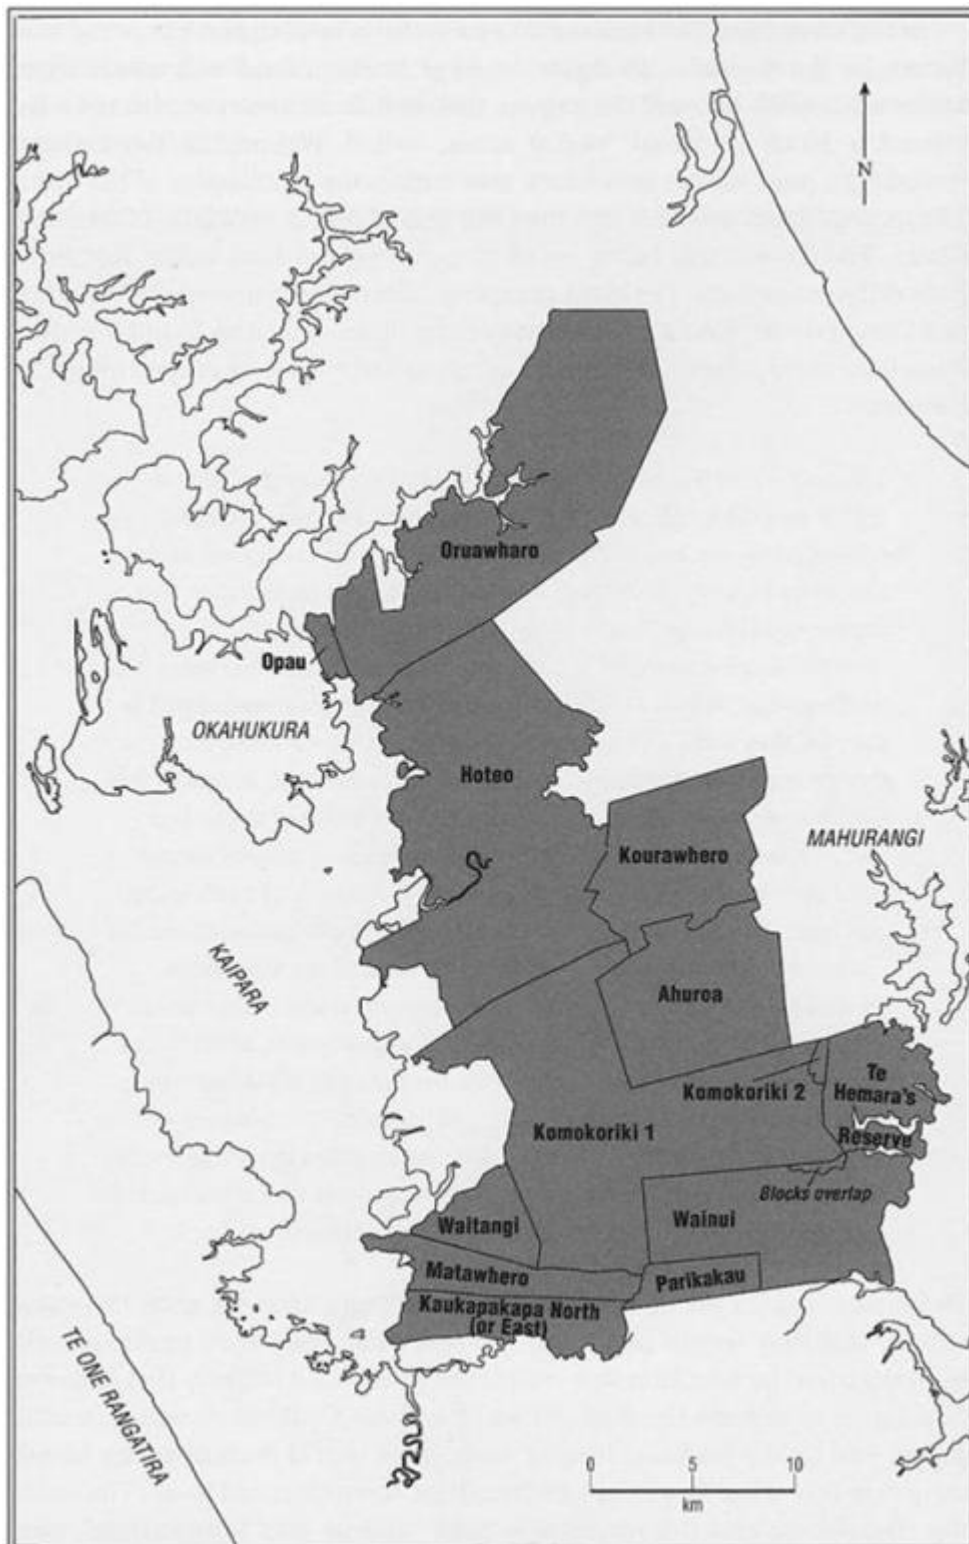 N
Oruawharo
Opau
OKAHUKURA
Hoteo
MAHURANGI
Kourawhero
KAIPARA
Ahuroa
Te
Hemara's
Reserve
Komokoriki 2
Komokoriki 1
Blocks overlap
Waitangi
Wainui
Matawhero
Parikakau
Kaukapakapa North
(or East)
TE ONE RANGATIRA
0 5 10
km